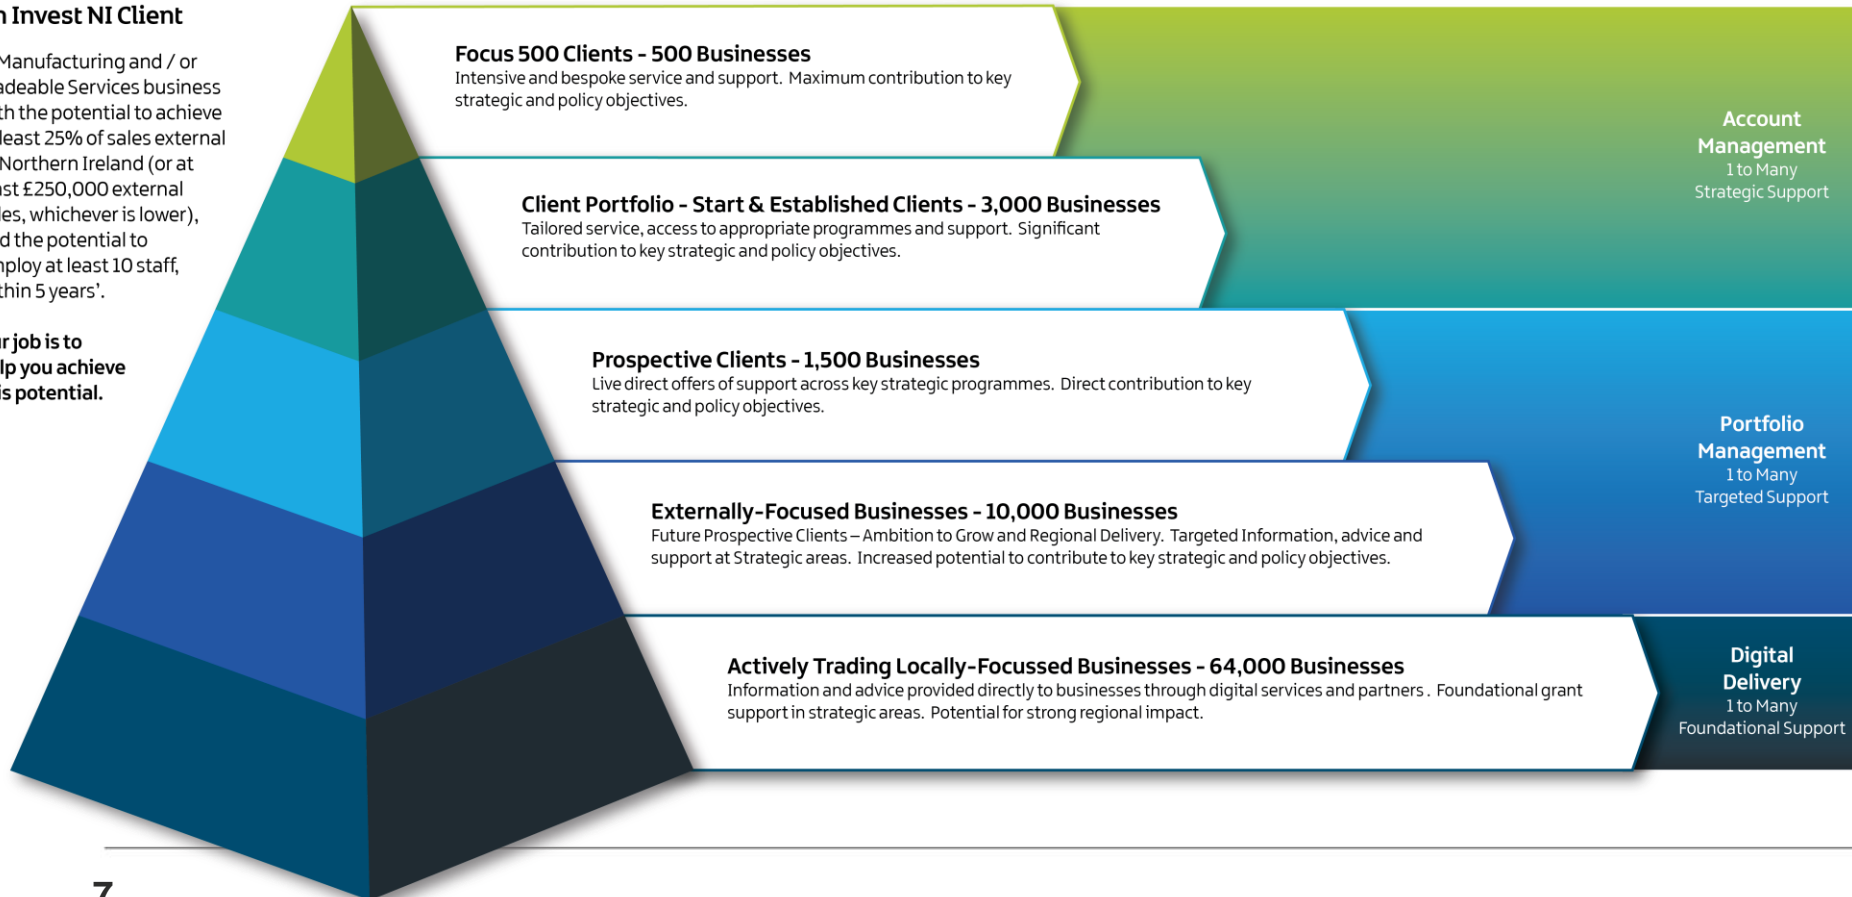 Invest NI Client
Manufacturing and / or
business
the potential to achieve
least 25% of sales external
Northern Ireland (or at
£250,000 external
whichever is lower),
the potential to
at least 10 staff,
5 years’.
job is to
you achieve
potential.
Focus 500 Clients - 500 Businesses
Intensive and bespoke service and support. Maximum contribution to key
strategic and policy objectives.
Client Portfolio - Start & Established Clients - 3,000 Businesses
Tailored service, access to appropriate programmes and support. Significant
contribution to key strategic and policy objectives.
Account
Management
1 to Many
Strategic Support
Prospective Clients - 1,500 Businesses
Live direct offers of support across key strategic programmes. Direct contribution to key
strategic and policy objectives.
Externally-Focused Businesses - 10,000 Businesses
Future Prospective Clients – Ambition to Grow and Regional Delivery. Targeted Information, advice and
support at Strategic areas. Increased potential to contribute to key strategic and policy objectives.
Portfolio
Management
1 to Many
Targeted Support
Actively Trading Locally-Focussed Businesses - 64,000 Businesses
Information and advice provided directly to businesses through digital services and partners . Foundational grant
support in strategic areas. Potential for strong regional impact.
Digital
Delivery
1 to Many
Foundational Support
7